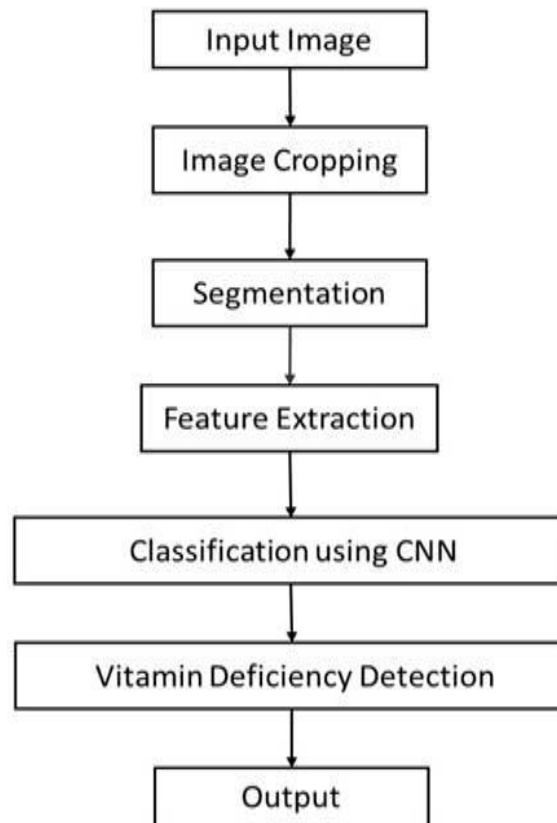 Input Image
Image Cropping
Segmentation
Feature Extraction
Classification using CNN
Vitamin Deficiency Detection
Output